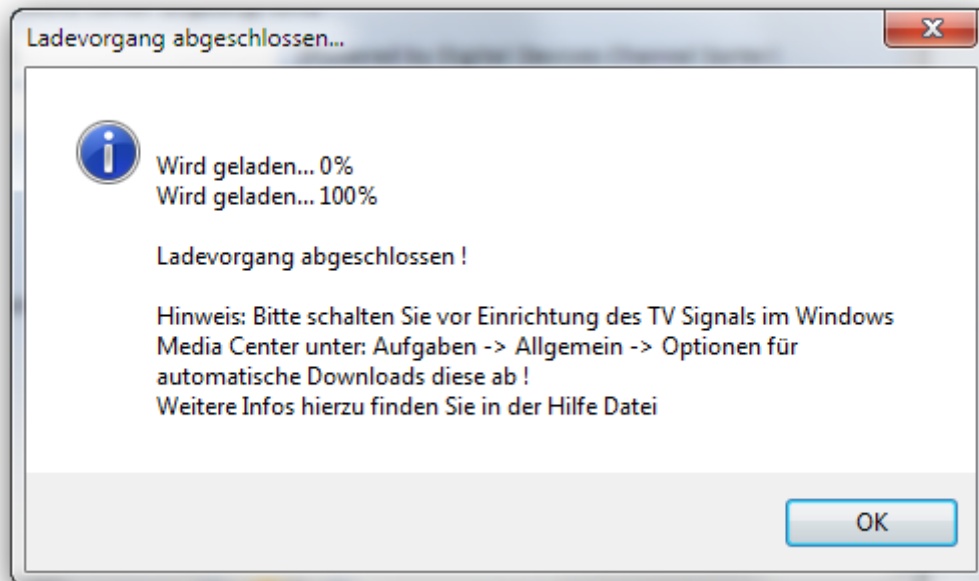 Ladevorgang abgeschlossen...
Wird geladen... 0%
Wird geladen... 100%
Ladevorgang abgeschlossen !
Hinweis: Bitte schalten Sie vor Einrichtung des TV Signals im Windows
Media Center unter: Aufgaben -> Allgemein -> Optionen für
automatische Downloads diese ab !
Weitere Infos hierzu finden Sie in der Hilfe Datei
OK